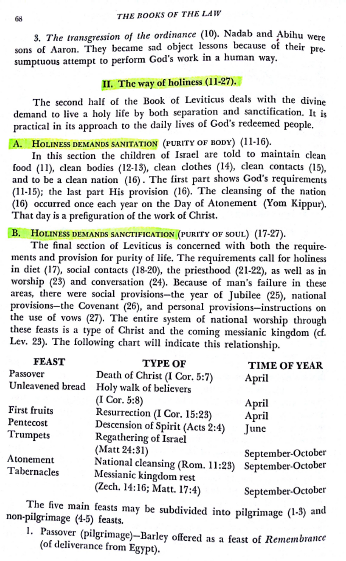 68
THE BOOKS OF THE LAW
3. The transgression of the ordinance (10). Nadab and Abihu were
sons of Aaron. They became sad object lessons because of their pre-
sumptuous attempt to perform God's work in a human way.
II. The way of holiness (11-27).
The second half of the Book of Leviticus deals with the divine
demand to live a holy life by both separation and sanctification. It is
practical in its approach to the daily lives of God's redeemed people.
A. HOLINESS DEMANDS SANITATION (PURITY OF BODY) (11-16).
In this section the children of Israel are told to maintain clean
food (11), clean bodies (12-13), clean clothes (14), clean contacts (15),
and to be a clean nation (16). The first part shows God's requirements
(11-15); the last part His provision (16). The cleansing of the nation
(16) occurred once each year on the Day of Atonement (Yom Kippur).
That day is a prefiguration of the work of Christ.
B. HOLINESS DEMANDS SANCTIFICATION (PURITY OF SOUL) (17-27).
The final section of Leviticus is concerned with both the require-
ments and provision for purity of life. The requirements call for holiness
in diet (17), social contacts (18-20), the priesthood (21-22), as well as in
worship (23) and conversation (24). Because of man's failure in these
areas, there were social provisions—the year of Jubilee (25), national
provisions—the Covenant (26), and personal provisions—instructions on
the use of vows (27). The entire system of national worship through
these feasts is a type of Christ and the coming messianic kingdom (cf.
Lev. 23). The following chart will indicate this relationship.
FEAST TYPE OF TIME OF YEAR
Passover Death of Christ (I Cor. 5:7) April
Unleavened bread Holy walk of believers
(I Cor. 5:8) April
First fruits Resurrection (I Cor. 15:23) April
Pentecost Descension of Spirit (Acts 2:4) June
Trumpets Regathering of Israel
(Matt 24:31) September-October
Atonement National cleansing (Rom. 11:23) September-October
Tabernacles Messianic kingdom rest
(Zech. 14:16; Matt. 17:4) September-October
The five main feasts may be subdivided into pilgrimage (1-3) and
non-pilgrimage (4-5) feasts.
1. Passover (pilgrimage)—Barley offered as a feast of Remembrance
(of deliverance from Egypt).